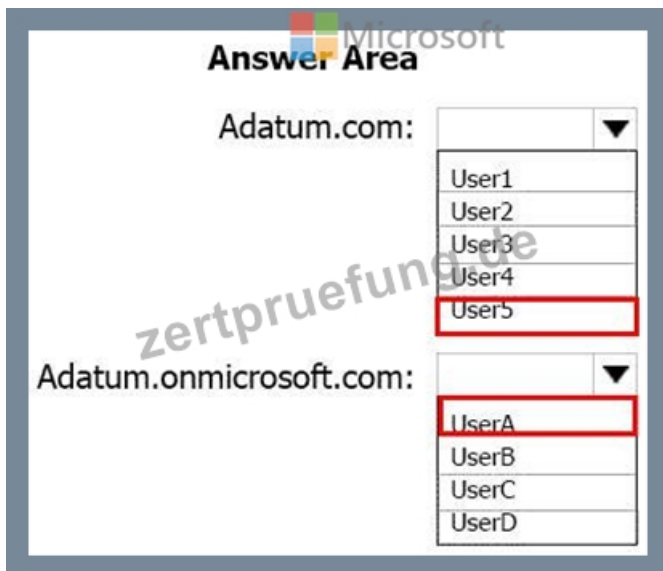 Microsoft
Answer Area
Adatum.com:
User1
User2
User3
User4
User5
zertpruefung.de
Adatum.onmicrosoft.com:
UserA
UserB
UserC
UserD